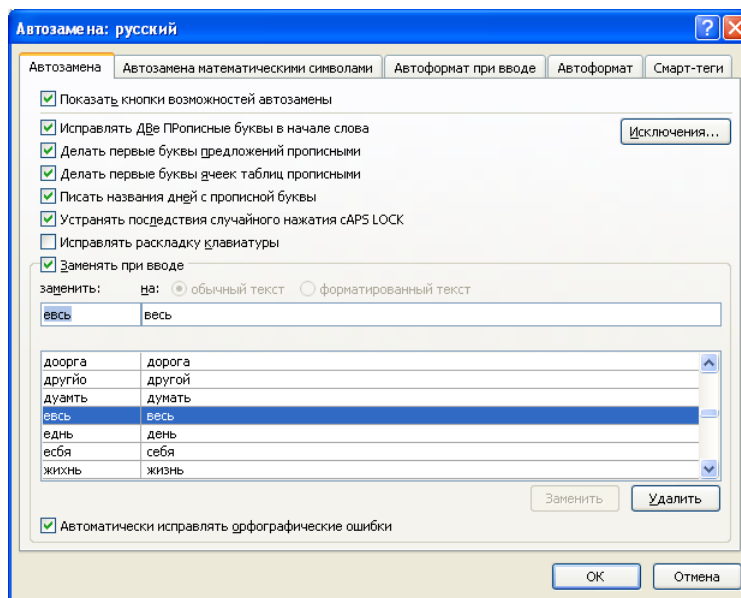 Автозамена: русский
Автозамена Автозамена математическими символами Автоформат при вводе Автоформат Смарт-теги
Показать кнопки возможностей автозамены
Исправлять ДВе ПРописные буквы в начале слова
Исключения...
Делать первые буквы предложений прописными
Делать первые буквы ячеек таблиц прописными
Писать названия дней с прописной буквы
Устранять последствия случайного нажатия cAPS LOCK
Исправлять раскладку клавиатуры
Заменять при вводе
заменить: на: обычный текст форматированный текст
евсь весь
доорга дорога
другйо другой
дуамть думать
евсь весь
еднь день
есбя себя
жихнь жизнь
Заменить Удалить
Автоматически исправлять орфографические ошибки
ОК Отмена